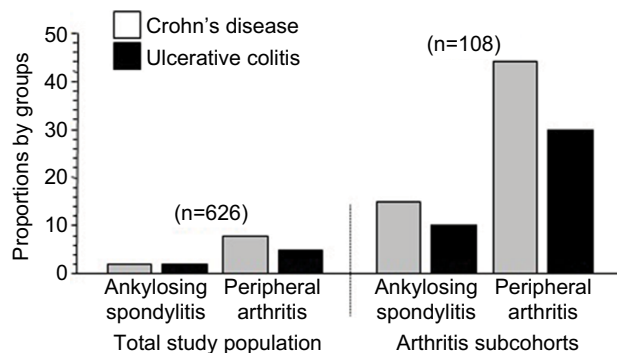 Crohn's disease
Ulcerative colitis
Proportions by groups
50
40
30
20
10
0
(n=626)
(n=108)
Ankylosing spondylitis
Peripheral arthritis
Ankylosing spondylitis
Peripheral arthritis
Total study population
Arthritis subcohorts